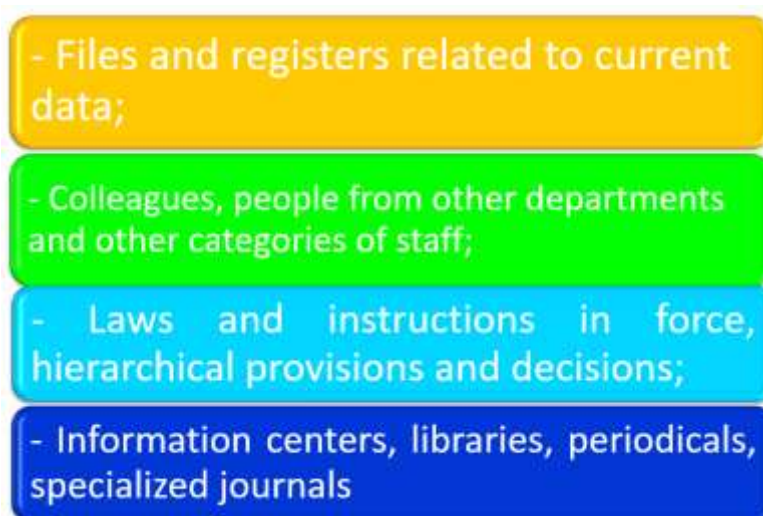 - Files and registers related to current
data;
- Colleagues, people from other departments
and other categories of staff;
- Laws and instructions in force,
hierarchical provisions and decisions;
- Information centers, libraries, periodicals,
specialized journals